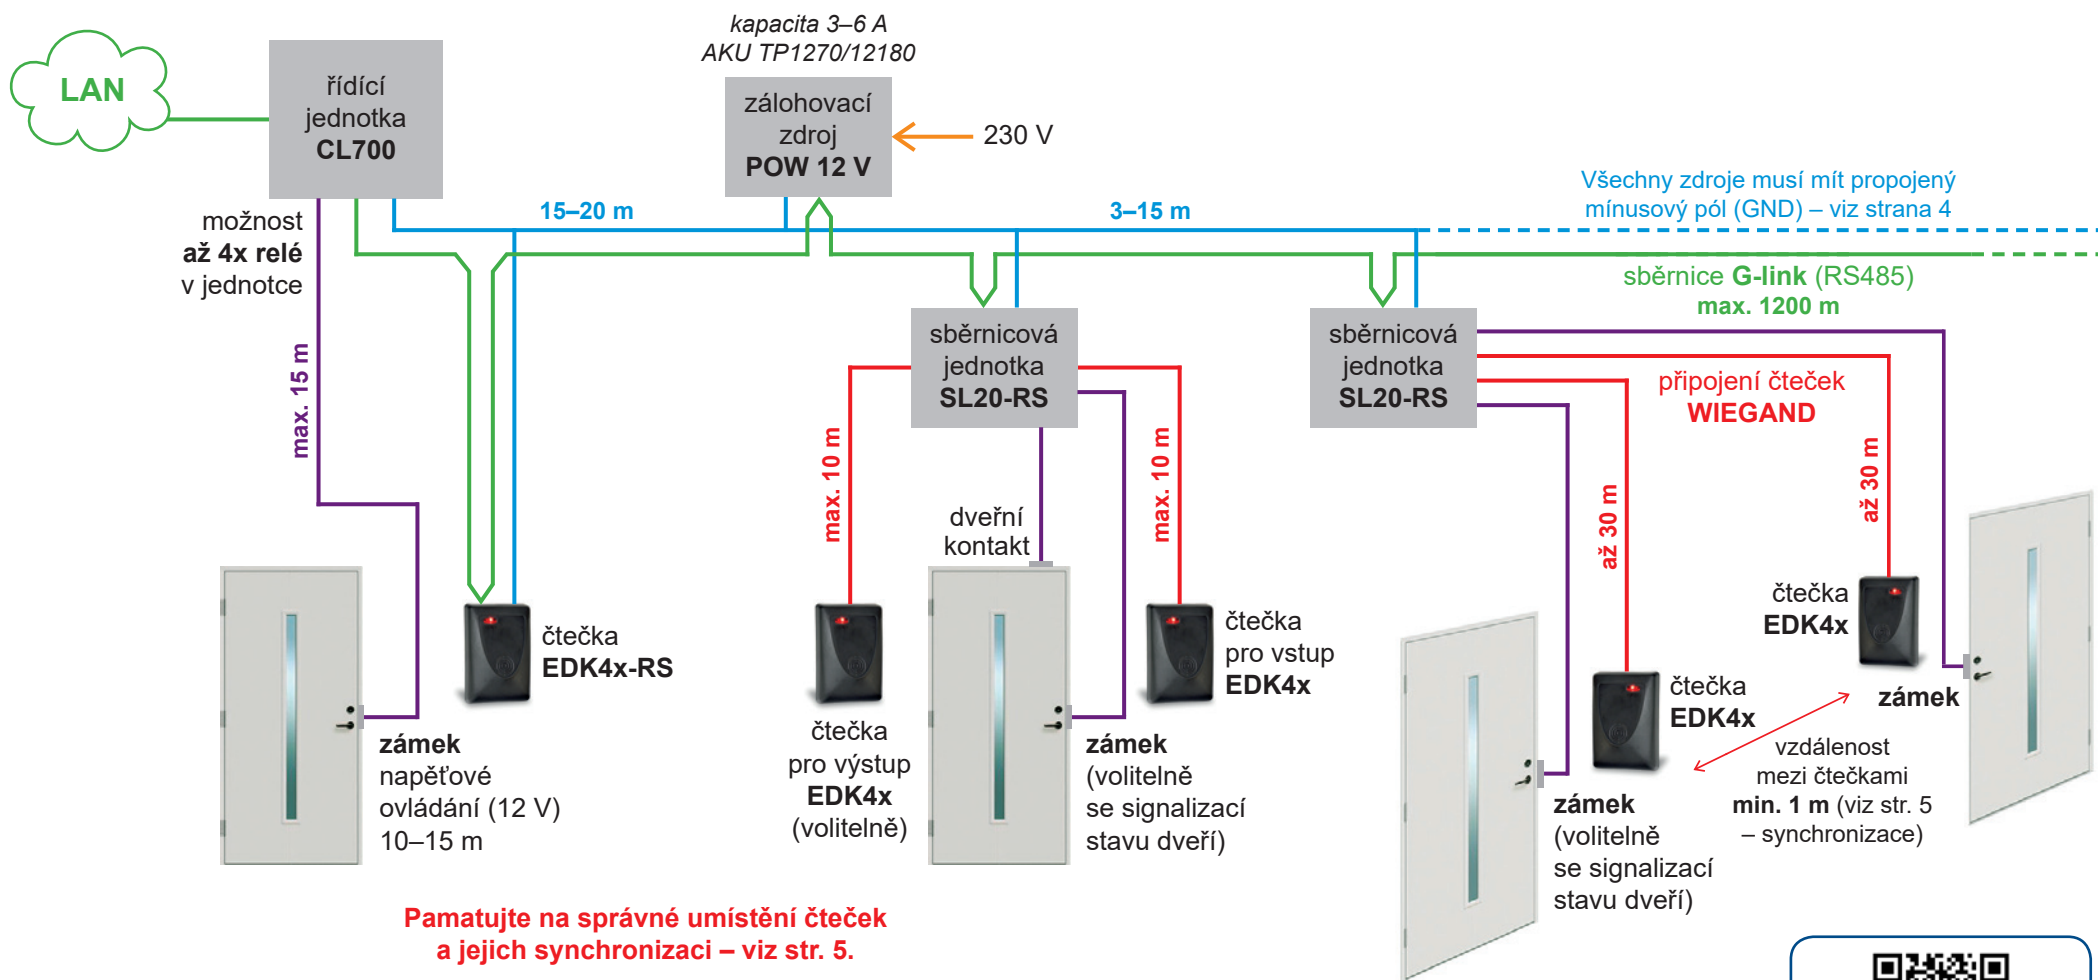 kapacita 3–6 A
AKU TP1270/12180
LAN
řídící
jednotka
CL700
zálohovací
zdroj
POW 12 V
230 V
možnost
až 4x relé
v jednotce
15–20 m
3–15 m
Všechny zdroje musí mít propojený
mínusový pól (GND) – viz strana 4
sběrnice G-link (RS485)
max. 1200 m
max. 15 m
sběrnicová
jednotka
SL20-RS
sběrnicová
jednotka
SL20-RS
připojení čteček
WIEGAND
max. 10 m
max. 10 m
až 30 m
až 30 m
dveřní
kontakt
čtečka
EDK4x-RS
čtečka
pro vstup
EDK4x
čtečka
EDK4x
čtečka
EDK4x
zámek
zámek
napěťové
ovládání (12 V)
10–15 m
čtečka
pro výstup
EDK4x
(volitelně)
zámek
(volitelně
se signalizací
stavu dveří)
zámek
(volitelně
se signalizací
stavu dveří)
vzdálenost
mezi čtečkami
min. 1 m (viz str. 5
– synchronizace)
Pamatujte na správné umístění čteček
a jejich synchronizaci – viz str. 5.